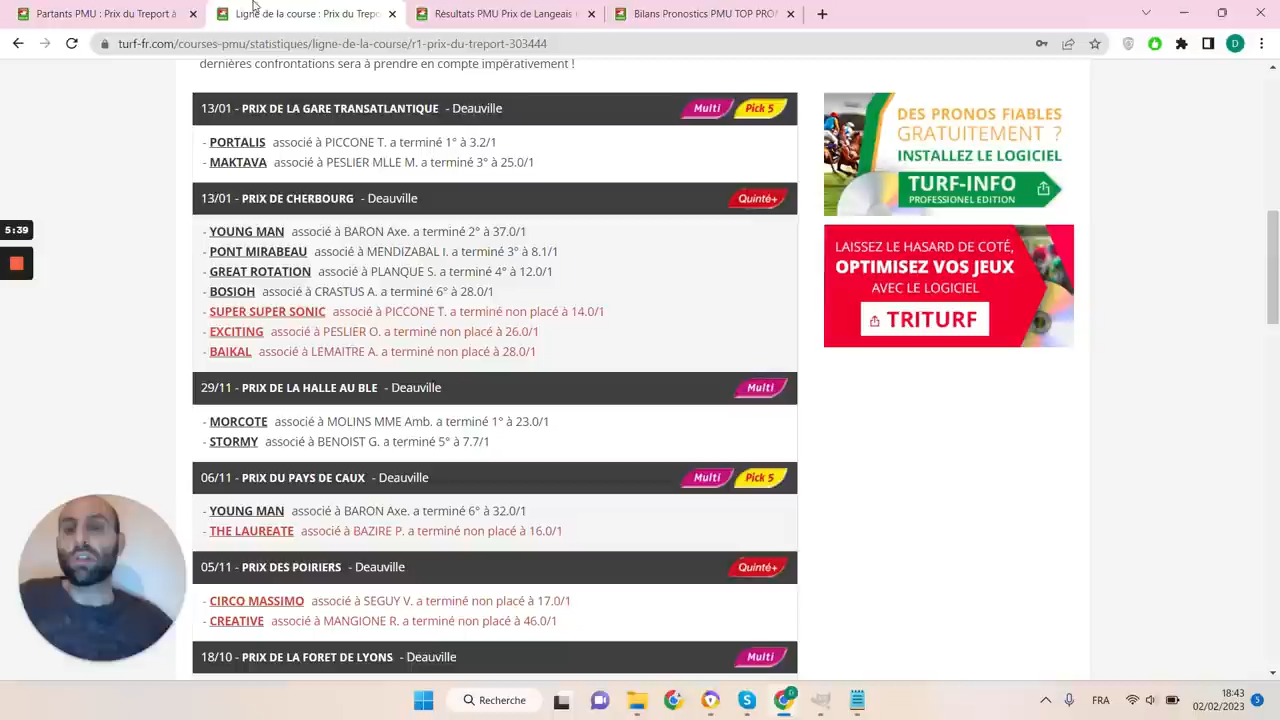 Partants PMU : Prix du Treport à
Ligne de la course : Prix du Trepo
Résultats PMU de Langeais
Bilans Pronostics PMU TOP PRO
turf-fr.com/courses-pmu/statistiques/ligne-de-la-course/r1-prix-du-treport-303444
D
dernières confrontations sera à prendre en compte impérativement !
13/01 - PRIX DE LA GARE TRANSATLANTIQUE - Deauville Multi Pick 5
- PORTALIS associé à PICCONE T. a terminé 1° à 3.2/1
- MAKTAVA associé à PESLIER MLLE M. a terminé 3° à 25.0/1
13/01 - PRIX DE CHERBOURG - Deauville Quinté+
- YOUNG MAN associé à BARON Axe. a terminé 2° à 37.0/1
- PONT MIRABEAU associé à MENDIZABAL I. a terminé 3° à 8.1/1
- GREAT ROTATION associé à PLANQUE S. a terminé 4° à 12.0/1
- BOSIOH associé à CRASTUS A. a terminé 6° à 28.0/1
- SUPER SUPER SONIC associé à PICCONE T. a terminé non placé à 14.0/1
- EXCITING associé à PESLIER O. a terminé non placé à 26.0/1
- BAIKAL associé à LEMAITRE A. a terminé non placé à 28.0/1
29/11 - PRIX DE LA HALLE AU BLE - Deauville Multi
- MORCOTE associé à MOLINS MME Amb. a terminé 1° à 23.0/1
- STORMY associé à BENOIST G. a terminé 5° à 7.7/1
06/11 - PRIX DU PAYS DE CAUX - Deauville Multi Pick 5
- YOUNG MAN associé à BARON Axe. a terminé 6° à 32.0/1
- THE LAUREATE associé à BAZIRE P. a terminé non placé à 16.0/1
05/11 - PRIX DES POIRIERS - Deauville Quinté+
- CIRCO MASSIMO associé à SEGUY V. a terminé non placé à 17.0/1
- CREATIVE associé à MANGIONE R. a terminé non placé à 46.0/1
18/10 - PRIX DE LA FORET DE LYONS - Deauville Multi
DES PRONOS FIABLES
GRATUITEMENT ?
INSTALLEZ LE LOGICIEL
TURF-INFO
PROFESSIONEL EDITION
LAISSEZ LE HASARD DE COTÉ,
OPTIMISEZ VOS JEUX
AVEC LE LOGICIEL
TRITURF
5:39
Recherche
FRA
18:43
02/02/2023
5